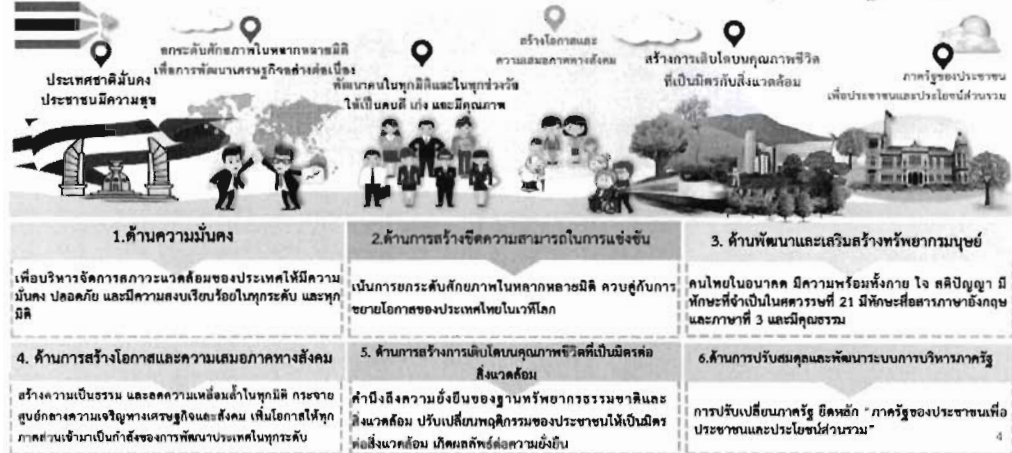 ประเทศชาติมั่นคง
ประชาชนมีความสุข
ยกระดับศักยภาพในหลากหลายมิติ
เพื่อการพัฒนาเศรษฐกิจอย่างต่อเนื่อง
พัฒนาคนในทุกมิติและในทุกช่วงวัย
ให้เป็นคนดี เก่ง และมีคุณภาพ
สร้างโอกาสและ
ความเสมอภาคทางสังคม
สร้างการเติบโตบนคุณภาพชีวิต
ที่เป็นมิตรกับสิ่งแวดล้อม
ภาครัฐของประชาชน
เพื่อประชาชนและประโยชน์ส่วนรวม
1.ด้านความมั่นคง
เพื่อบริหารจัดการสภาวะแวดล้อมของประเทศให้มีความ
มั่นคง ปลอดภัย และมีความสงบเรียบร้อยในทุกระดับ และทุก
มิติ
2.ด้านการสร้างขีดความสามารถในการแข่งขัน
เน้นการยกระดับศักยภาพในหลากหลายมิติ ควบคู่กับการ
ขยายโอกาสของประเทศไทยในเวทีโลก
3. ด้านพัฒนาและเสริมสร้างทรัพยากรมนุษย์
คนไทยในอนาคต มีความพร้อมทั้งกาย ใจ สติปัญญา มี
ทักษะที่จำเป็นในศตวรรษที่ 21 มีทักษะสื่อสารภาษาอังกฤษ
และภาษาที่ 3 และมีคุณธรรม
4. ด้านการสร้างโอกาสและความเสมอภาคทางสังคม
สร้างความเป็นธรรม และลดความเหลื่อมล้ำในทุกมิติ กระจาย
ศูนย์กลางความเจริญทางเศรษฐกิจและสังคม เพิ่มโอกาสให้ทุก
ภาคส่วนเข้ามาเป็นกำลังของการพัฒนาประเทศในทุกระดับ
5. ด้านการสร้างการเติบโตบนคุณภาพชีวิตที่เป็นมิตรต่อ
สิ่งแวดล้อม
คำนึงถึงความยั่งยืนของฐานทรัพยากรธรรมชาติและ
สิ่งแวดล้อม ปรับเปลี่ยนพฤติกรรมของประชาชนให้เป็นมิตร
ต่อสิ่งแวดล้อม เกิดผลลัพธ์ต่อความยั่งยืน
6.ด้านการปรับสมดุลและพัฒนาระบบการบริหารภาครัฐ
การปรับเปลี่ยนภาครัฐ ยึดหลัก "ภาครัฐของประชาชนเพื่อ
ประชาชนและประโยชน์ส่วนรวม"
4